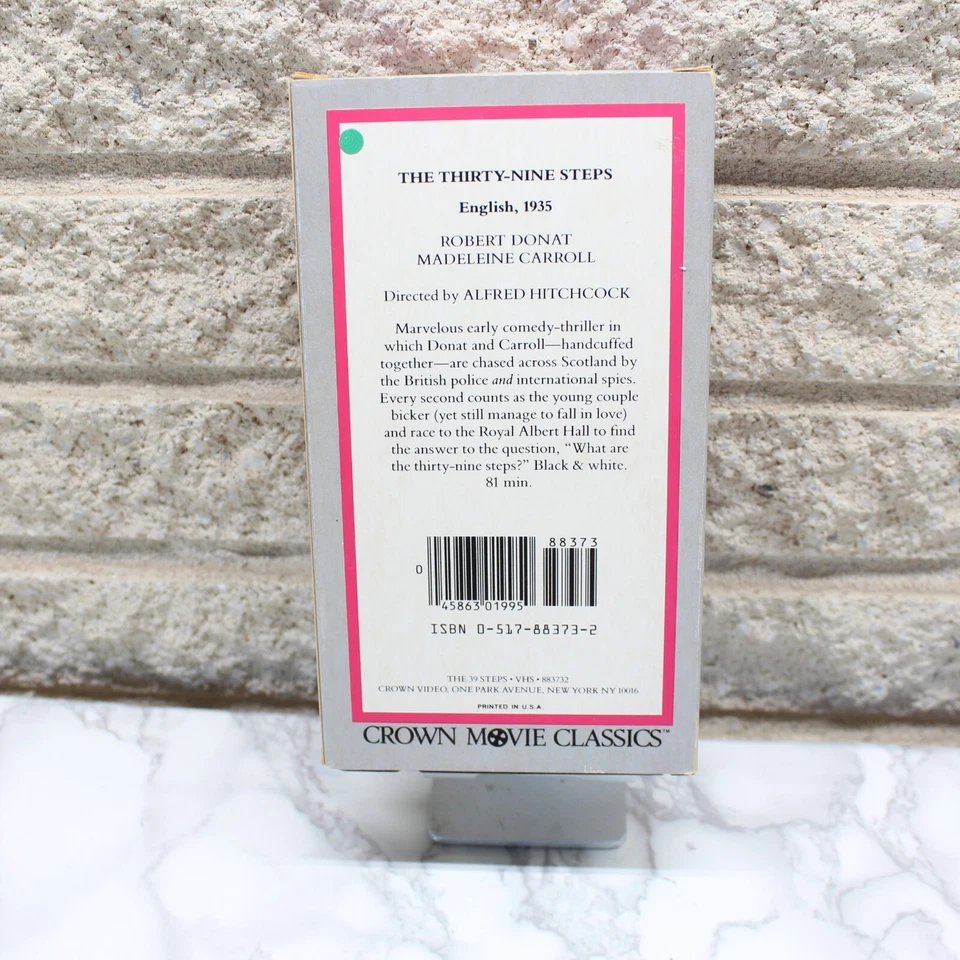 THE THIRTY-NINE STEPS
English, 1935
ROBERT DONAT
MADELEINE CARROLL
Directed by ALFRED HITCHCOCK
Marvelous early comedy-thriller in
which Donat and Carroll—handcuffed
together—are chased across Scotland by
the British police and international spies.
Every second counts as the young couple
bicker (yet still manage to fall in love)
and race to the Royal Albert Hall to find
the answer to the question, “What are
the thirty-nine steps?” Black & white.
81 min.
88373
0 45863 01995
ISBN 0-517-88373-2
THE 39 STEPS • VHS • 883732
CROWN VIDEO, ONE PARK AVENUE, NEW YORK NY 10016
PRINTED IN U.S.A.
CROWN MOVIE CLASSICS™